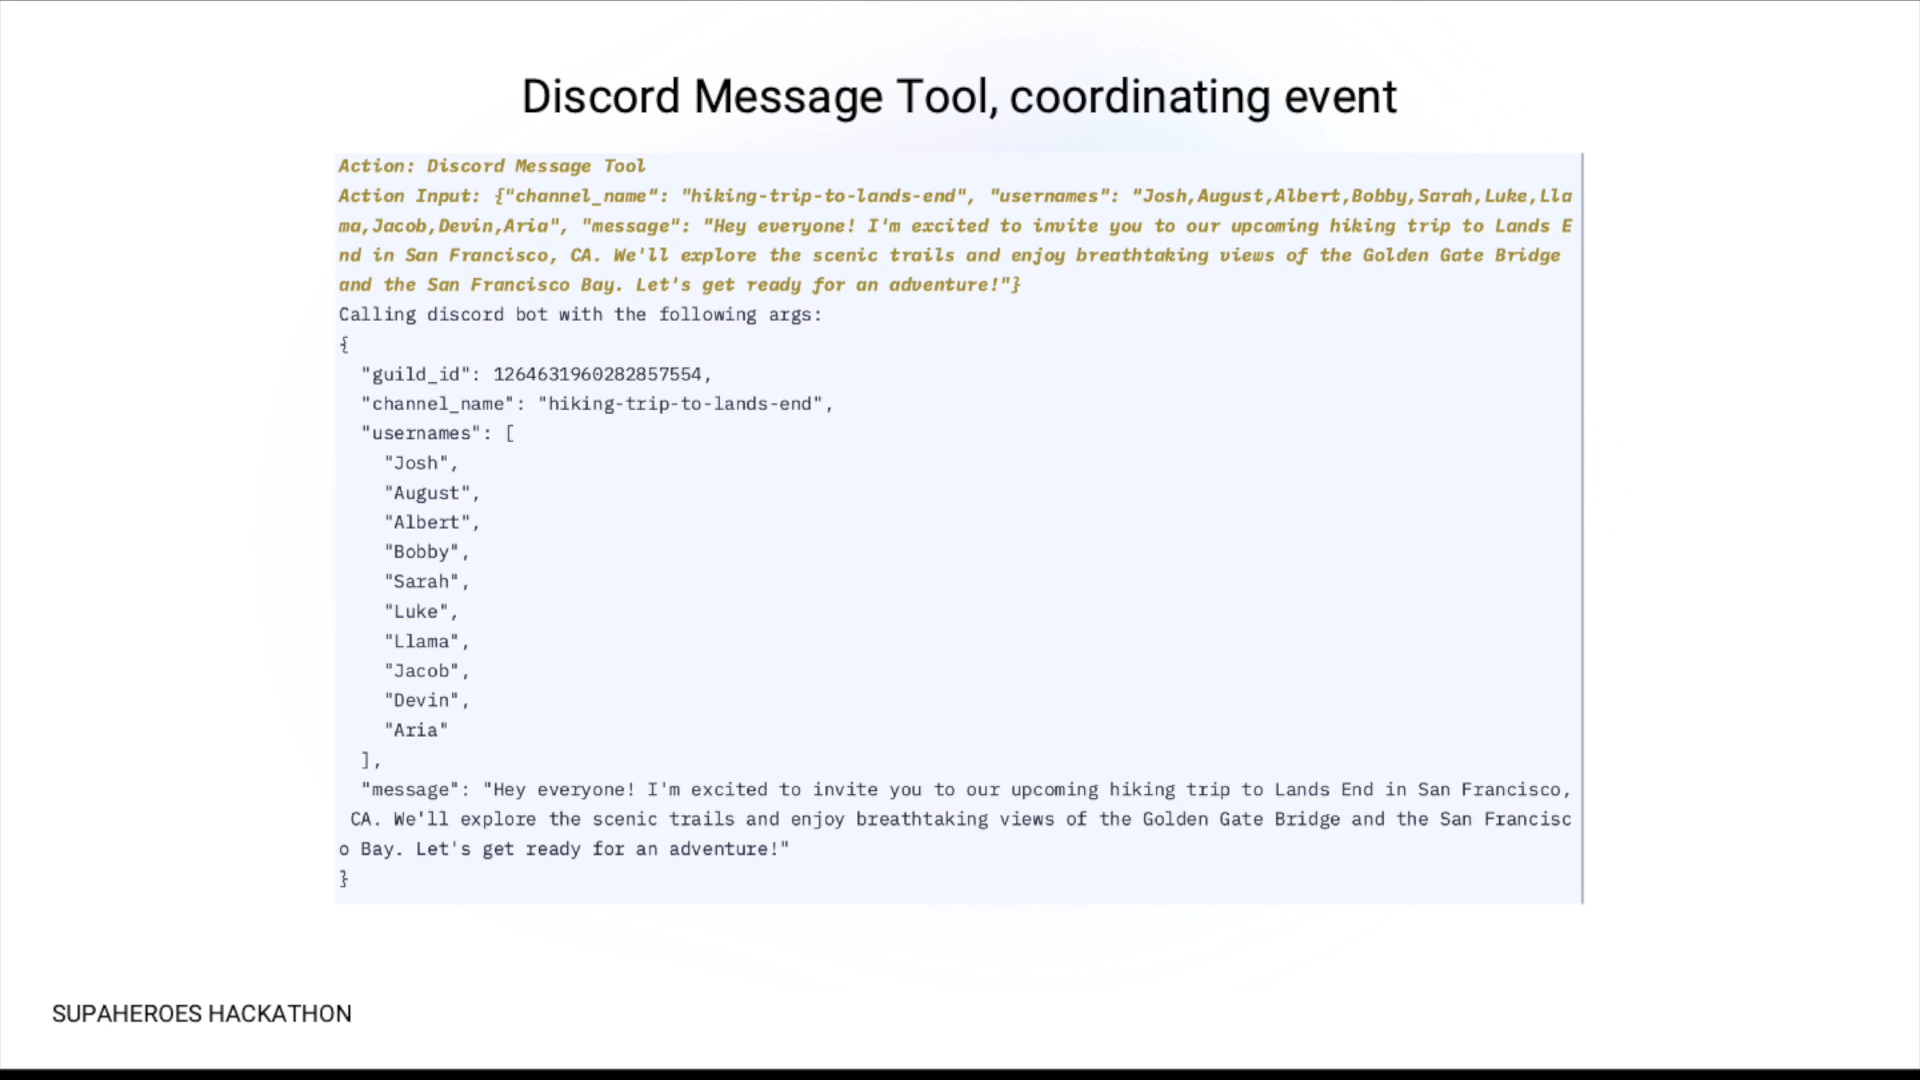 Discord Message Tool, coordinating event
Action: Discord Message Tool
Action Input: {"channel_name": "hiking-trip-to-lands-end", "usernames": "Josh,August,Albert,Bobby,Sarah,Luke,Lla
ma,Jacob,Devin,Aria", "message": "Hey everyone! I'm excited to invite you to our upcoming hiking trip to Lands E
nd in San Francisco, CA. We'll explore the scenic trails and enjoy breathtaking views of the Golden Gate Bridge
and the San Francisco Bay. Let's get ready for an adventure!"}
Calling discord bot with the following args:
{
  "guild_id": 1264631960282857554,
  "channel_name": "hiking-trip-to-lands-end",
  "usernames": [
    "Josh",
    "August",
    "Albert",
    "Bobby",
    "Sarah",
    "Luke",
    "Llama",
    "Jacob",
    "Devin",
    "Aria"
  ],
  "message": "Hey everyone! I'm excited to invite you to our upcoming hiking trip to Lands End in San Francisco,
 CA. We'll explore the scenic trails and enjoy breathtaking views of the Golden Gate Bridge and the San Francisc
o Bay. Let's get ready for an adventure!"
}
SUPAHEROES HACKATHON